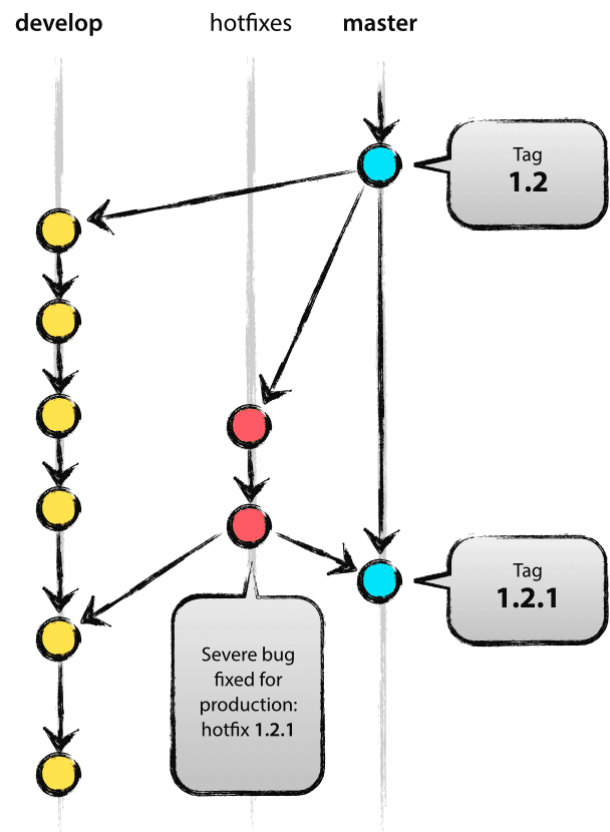 develop
hotfixes
master
Tag
1.2
Tag
1.2.1
Severe bug
fixed for
production:
hotfix 1.2.1